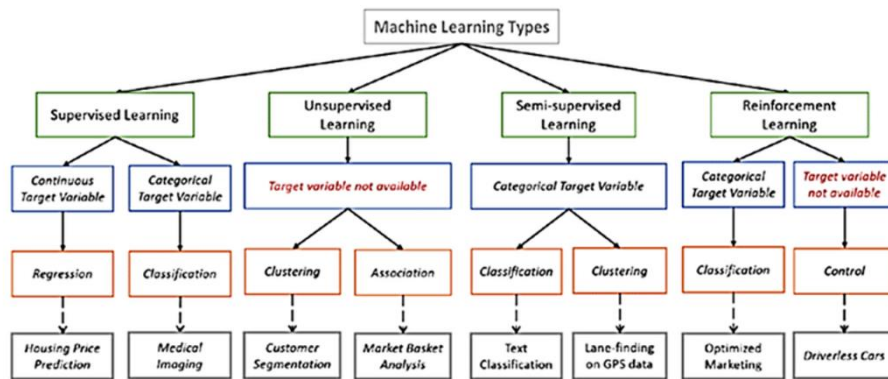 Machine Learning Types
Supervised Learning
Unsupervised
Learning
Semi-supervised
Learning
Reinforcement
Learning
Continuous
Target Variable
Categorical
Target Variable
Target variable not available
Categorical Target Variable
Categorical
Target Variable
Target variable
not available
Regression
Classification
Clustering
Association
Classification
Clustering
Classification
Control
Housing Price
Prediction
Medical
Imaging
Customer
Segmentation
Market Basket
Analysis
Text
Classification
Lane-finding
on GPS data
Optimized
Marketing
Driverless Cars